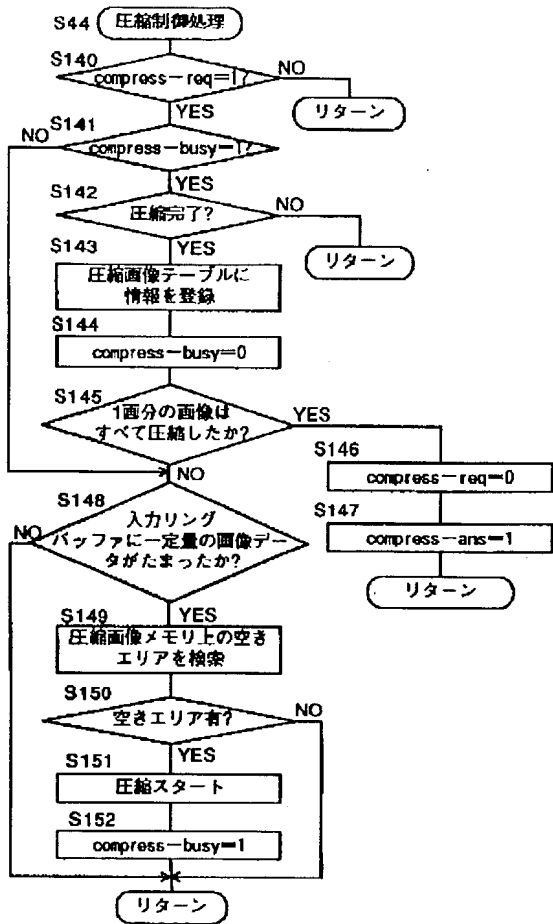 S44
圧縮制御処理
S140
compress-req=1?
NO
リターン
YES
S141
NO
compress-busy=1?
YES
S142
圧縮完了?
NO
リターン
YES
S143
圧縮画像テーブルに
情報を登録
S144
compress-busy=0
S145
1画分の画像は
すべて圧縮したか?
YES
S146
compress-req=0
S147
compress-ans=1
リターン
NO
S148
NO
入力リング
バッファに一定量の画像デー
タがたまったか?
YES
S149
圧縮画像メモリ上の空き
エリアを検索
S150
空きエリア有?
NO
YES
S151
圧縮スタート
S152
compress-busy=1
リターン